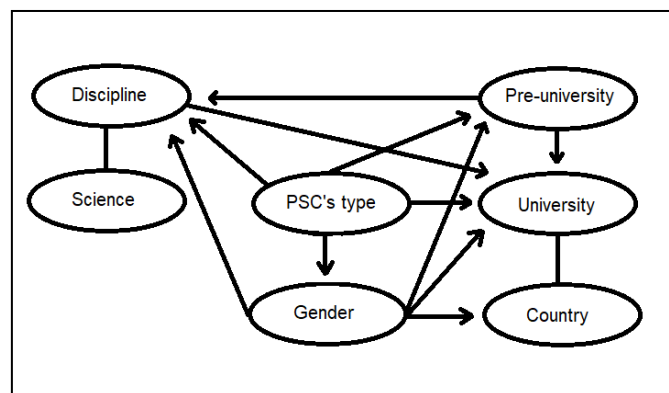 Discipline
Pre-university
Science
PSC's type
University
Gender
Country